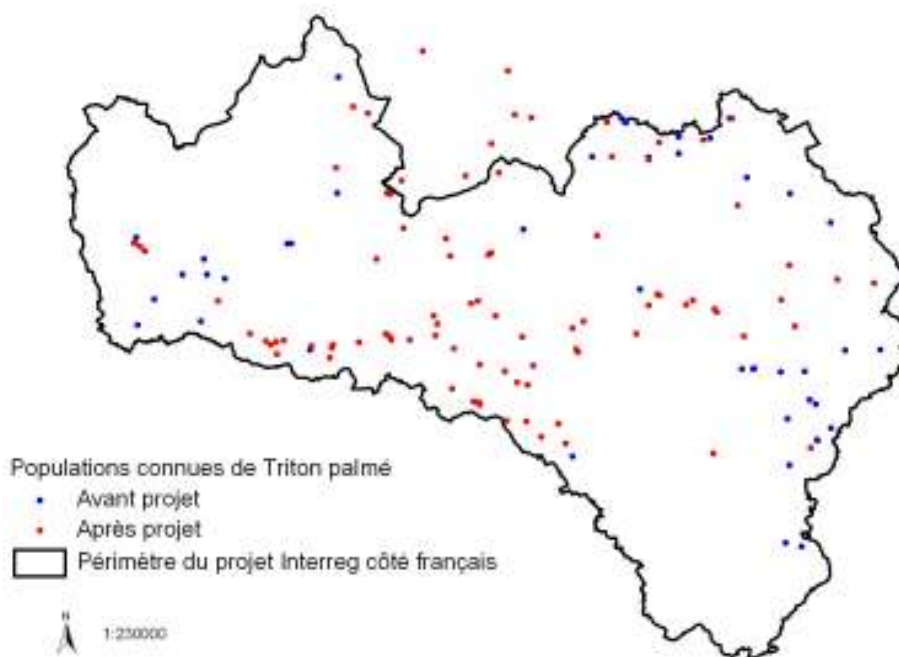 Populations connues de Triton palmé
Avant projet
Après projet
Périmètre du projet Interreg côté français
N
1:230000